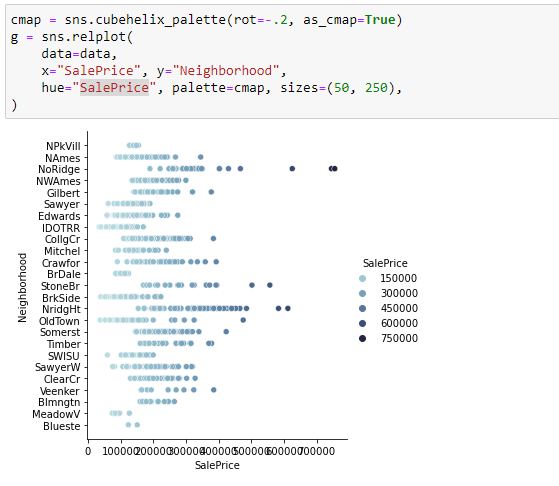 cmap = sns.cubehelix_palette(rot=-.2, as_cmap=True)
g = sns.relplot(
    data=data,
    x="SalePrice", y="Neighborhood",
    hue="SalePrice", palette=cmap, sizes=(50, 250),
)
NPkVill
NAmes
NoRidge
NWAmes
Gilbert
Sawyer
Edwards
IDOTRR
CollgCr
Mitchel
Crawfor
BrDale
StoneBr
BrkSide
NridgHt
OldTown
Somerst
Timber
SWISU
SawyerW
ClearCr
Veenker
Blmngtn
MeadowV
Blueste
Neighborhood
0 100000 200000 300000 400000 500000 600000 700000
SalePrice
SalePrice
150000
300000
450000
600000
750000